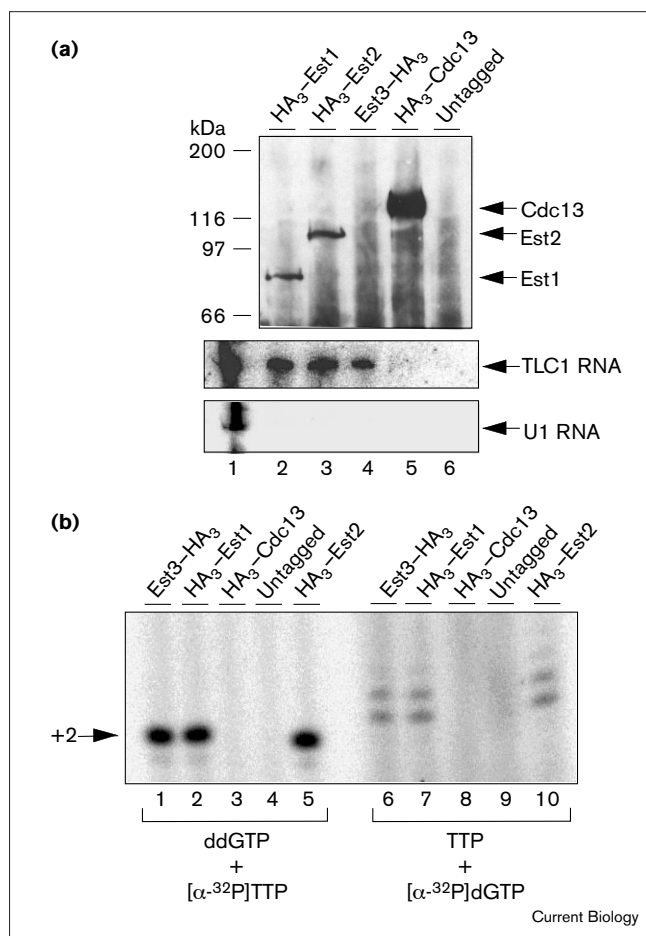 (a)
HA3–Est1
HA3–Est2
Est3–HA3
HA3–Cdc13
Untagged
kDa
200
116
97
66
Cdc13
Est2
Est1
TLC1 RNA
U1 RNA
1 2 3 4 5 6
(b)
Est3–HA3
HA3–Est1
HA3–Cdc13
Untagged
HA3–Est2
Est3–HA3
HA3–Est1
HA3–Cdc13
Untagged
HA3–Est2
+2
1 2 3 4 5 6 7 8 9 10
ddGTP
+
[α-32P]TTP
TTP
+
[α-32P]dGTP
Current Biology